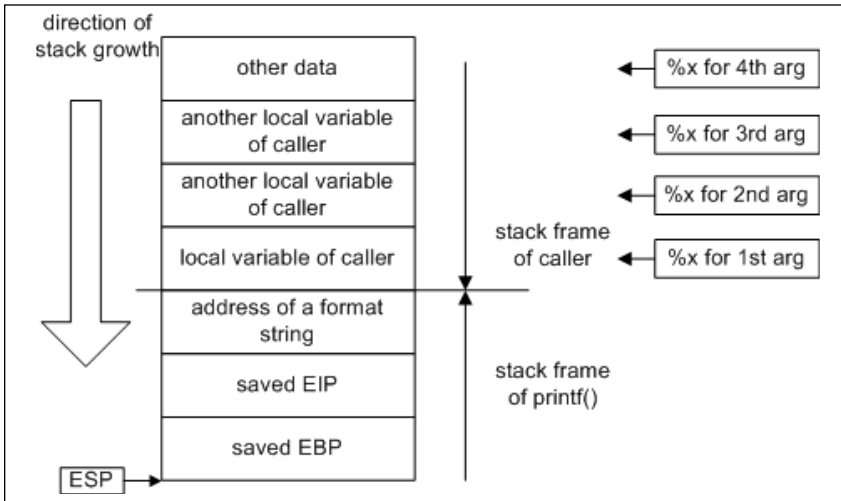 direction of
stack growth
other data
%x for 4th arg
another local variable
of caller
%x for 3rd arg
another local variable
of caller
%x for 2nd arg
local variable of caller
stack frame
of caller
%x for 1st arg
address of a format
string
saved EIP
stack frame
of printf()
saved EBP
ESP